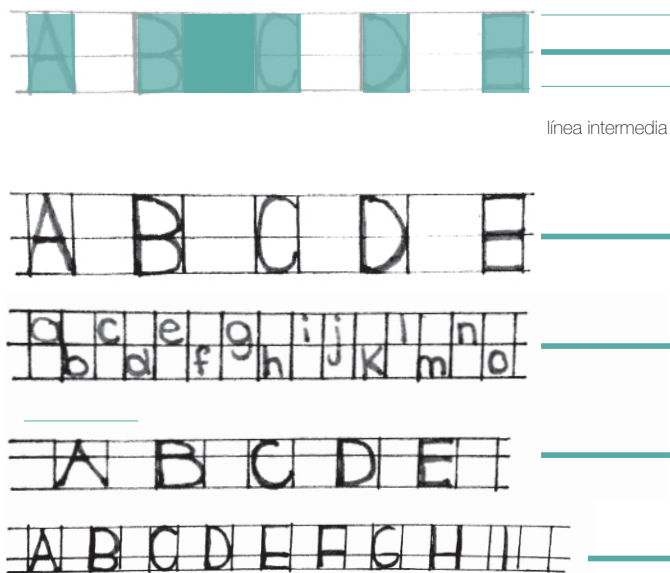 A B C D E
línea intermedia
A B C D E
a b c d e f g h i j k l m n o
A B C D E
A B C D E F G H I